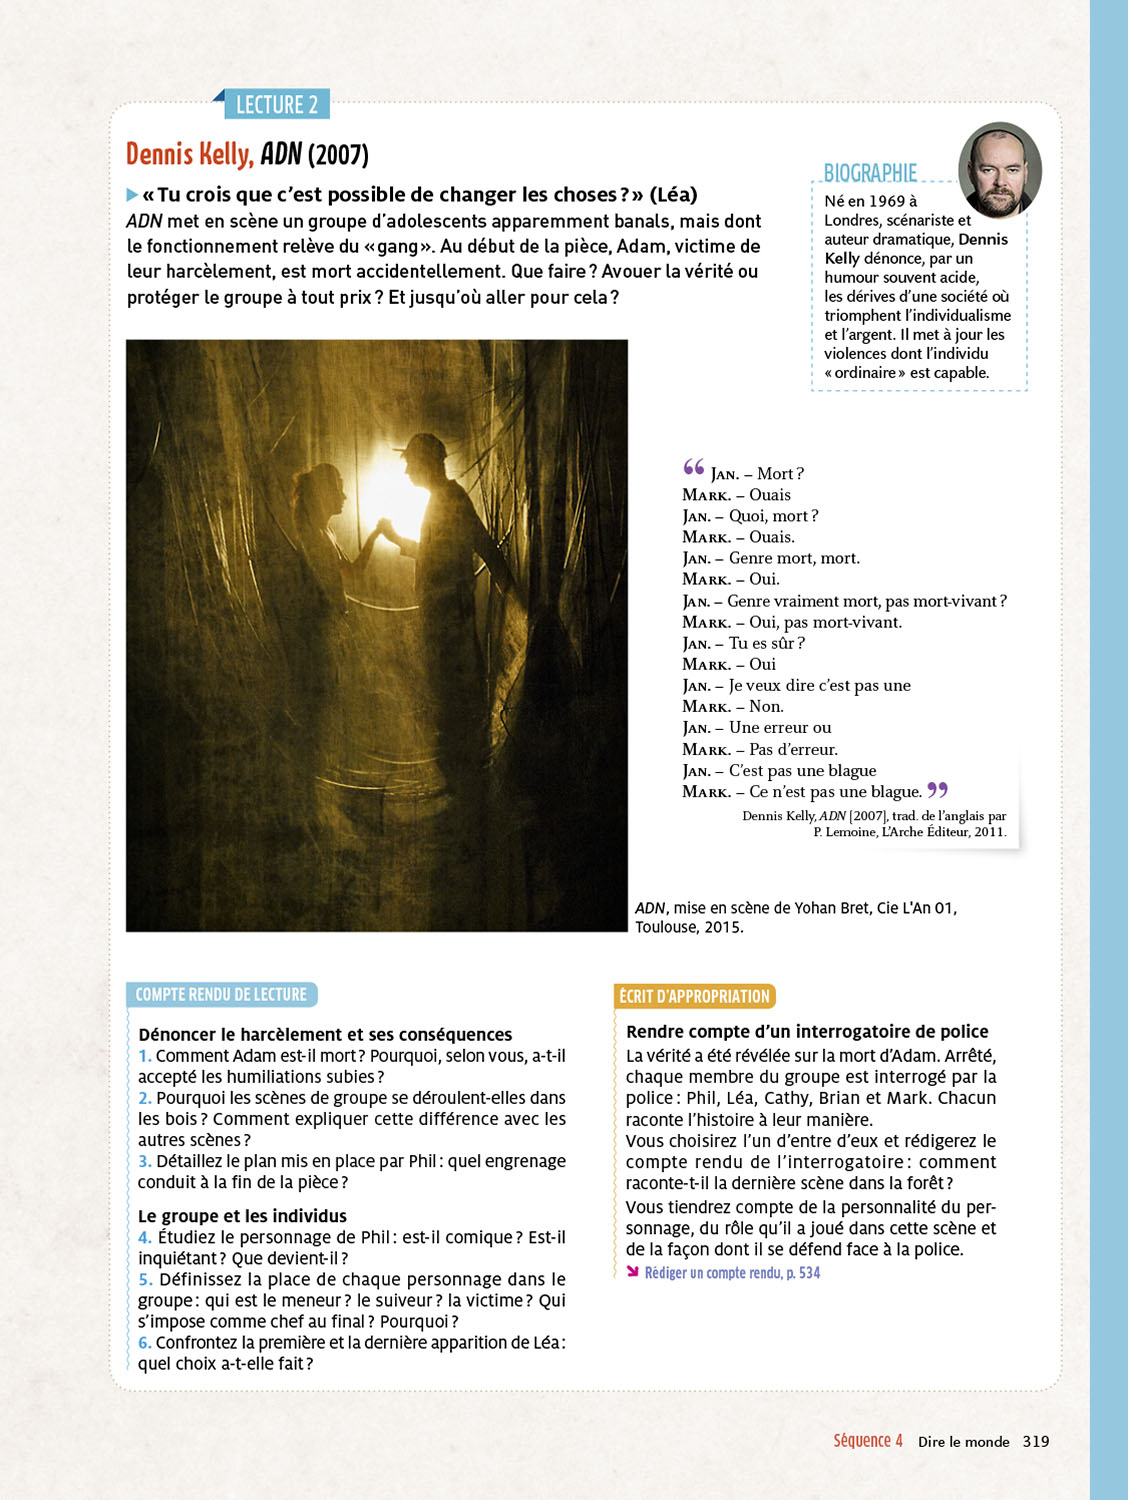 LECTURE 2
Dennis Kelly, ADN (2007)
« Tu crois que c’est possible de changer les choses ? » (Léa)
ADN met en scène un groupe d’adolescents apparemment banals, mais dont
le fonctionnement relève du « gang ». Au début de la pièce, Adam, victime de
leur harcèlement, est mort accidentellement. Que faire ? Avouer la vérité ou
protéger le groupe à tout prix ? Et jusqu’où aller pour cela ?
BIOGRAPHIE
Né en 1969 à
Londres, scénariste et
auteur dramatique, Dennis
Kelly dénonce, par un
humour souvent acide,
les dérives d’une société où
triomphent l’individualisme
et l’argent. Il met à jour les
violences dont l’individu
« ordinaire » est capable.
“ JAN. – Mort ?
MARK. – Ouais
JAN. – Quoi, mort ?
MARK. – Ouais.
JAN. – Genre mort, mort.
MARK. – Oui.
JAN. – Genre vraiment mort, pas mort-vivant ?
MARK. – Oui, pas mort-vivant.
JAN. – Tu es sûr ?
MARK. – Oui
JAN. – Je veux dire c’est pas une
MARK. – Non.
JAN. – Une erreur ou
MARK. – Pas d’erreur.
JAN. – C’est pas une blague
MARK. – Ce n’est pas une blague. ”
Dennis Kelly, ADN [2007], trad. de l’anglais par
P. Lemoine, L’Arche Éditeur, 2011.
ADN, mise en scène de Yohan Bret, Cie L'An 01,
Toulouse, 2015.
COMPTE RENDU DE LECTURE
Dénoncer le harcèlement et ses conséquences
1. Comment Adam est-il mort ? Pourquoi, selon vous, a-t-il
accepté les humiliations subies ?
2. Pourquoi les scènes de groupe se déroulent-elles dans
les bois ? Comment expliquer cette différence avec les
autres scènes ?
3. Détaillez le plan mis en place par Phil : quel engrenage
conduit à la fin de la pièce ?
Le groupe et les individus
4. Étudiez le personnage de Phil : est-il comique ? Est-il
inquiétant ? Que devient-il ?
5. Définissez la place de chaque personnage dans le
groupe : qui est le meneur ? le suiveur ? la victime ? Qui
s’impose comme chef au final ? Pourquoi ?
6. Confrontez la première et la dernière apparition de Léa :
quel choix a-t-elle fait ?
ÉCRIT D’APPROPRIATION
Rendre compte d’un interrogatoire de police
La vérité a été révélée sur la mort d’Adam. Arrêté,
chaque membre du groupe est interrogé par la
police : Phil, Léa, Cathy, Brian et Mark. Chacun
raconte l’histoire à leur manière.
Vous choisirez l’un d’entre d’eux et rédigerez le
compte rendu de l’interrogatoire : comment
raconte-t-il la dernière scène dans la forêt ?
Vous tiendrez compte de la personnalité du per-
sonnage, du rôle qu’il a joué dans cette scène et
de la façon dont il se défend face à la police.
Rédiger un compte rendu, p. 534
Séquence 4 Dire le monde 319